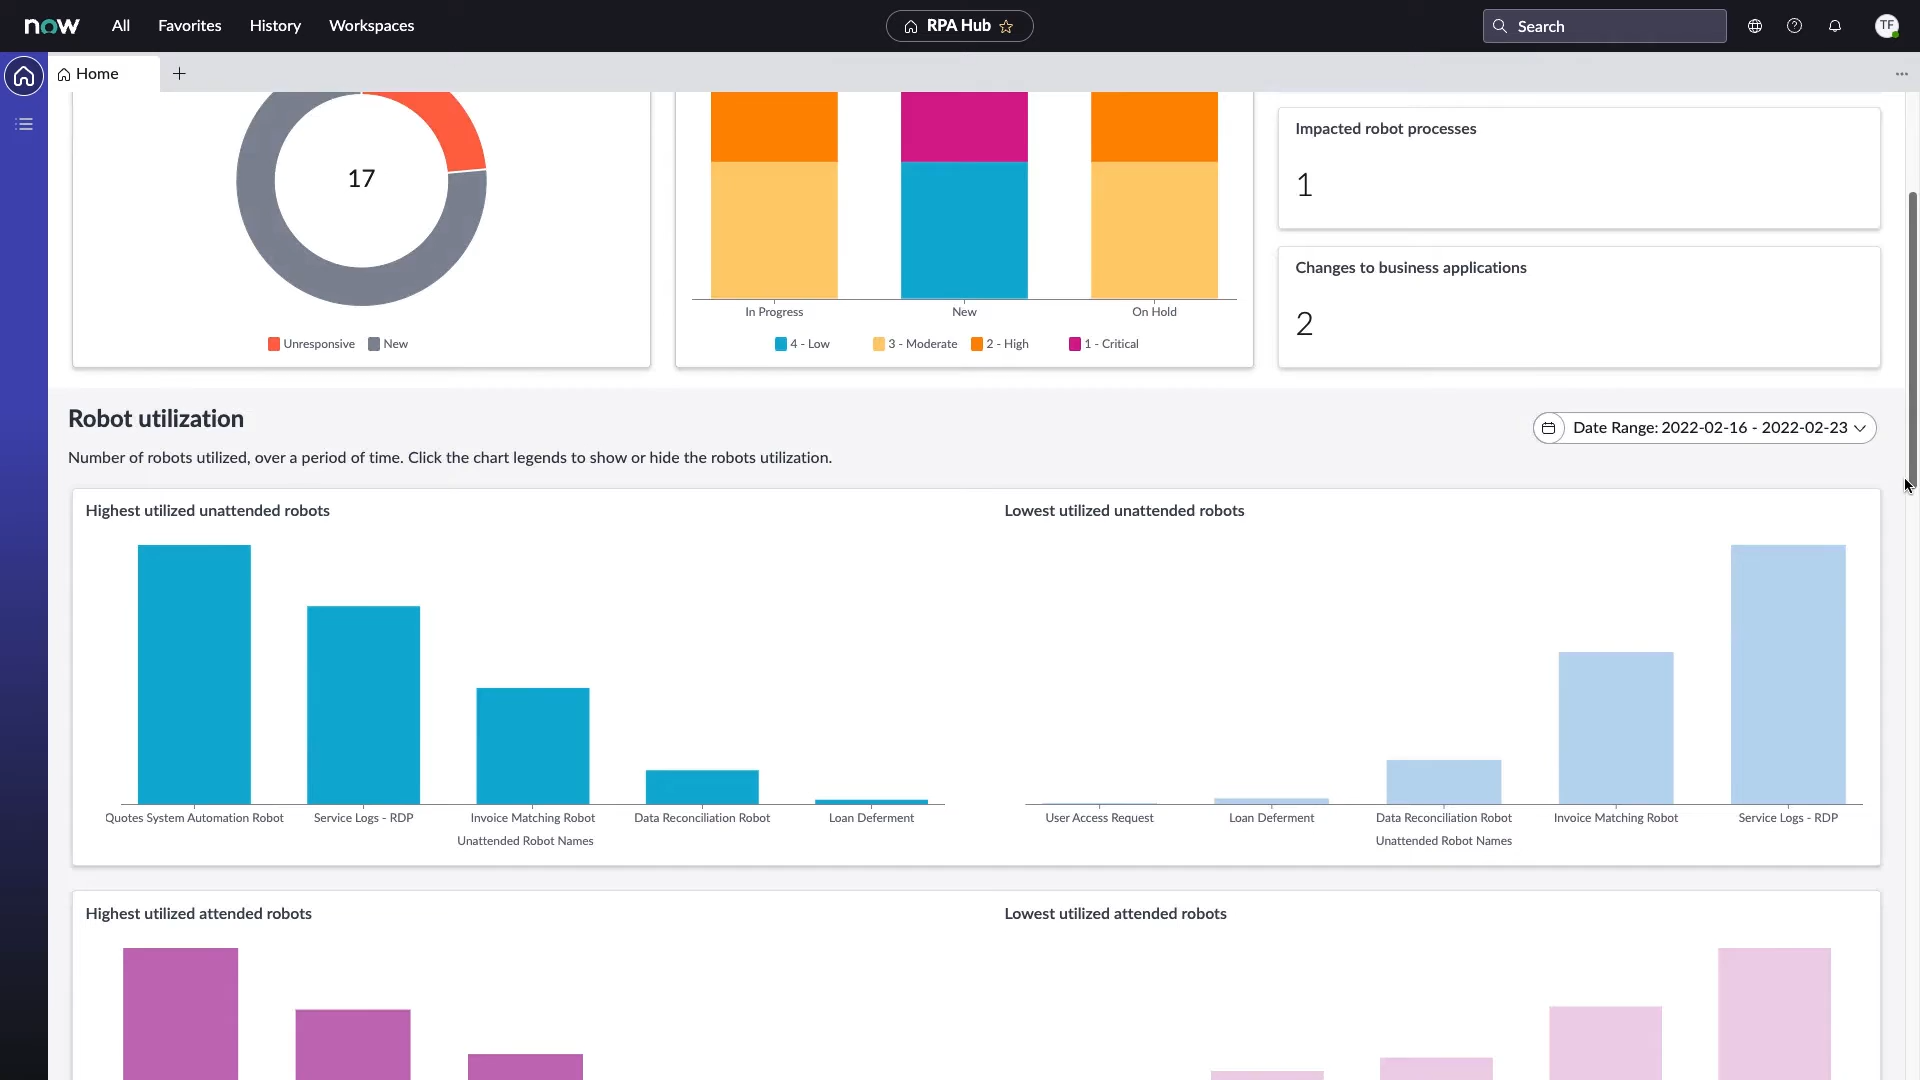 now All Favorites History Workspaces RPA Hub Search TF
Home
17
Unresponsive New
In Progress New On Hold
4 - Low 3 - Moderate 2 - High 1 - Critical
Impacted robot processes
1
Changes to business applications
2
Robot utilization
Date Range: 2022-02-16 - 2022-02-23
Number of robots utilized, over a period of time. Click the chart legends to show or hide the robots utilization.
Highest utilized unattended robots
Quotes System Automation Robot Service Logs - RDP Invoice Matching Robot Data Reconciliation Robot Loan Deferment
Unattended Robot Names
Lowest utilized unattended robots
User Access Request Loan Deferment Data Reconciliation Robot Invoice Matching Robot Service Logs - RDP
Unattended Robot Names
Highest utilized attended robots
Lowest utilized attended robots